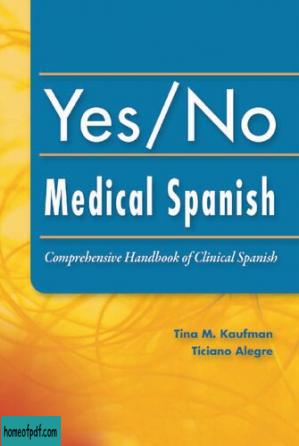 Yes/No
Medical Spanish
Comprehensive Handbook of Clinical Spanish
Tina M. Kaufman
Ticiano Alegre
homeofpdf.com